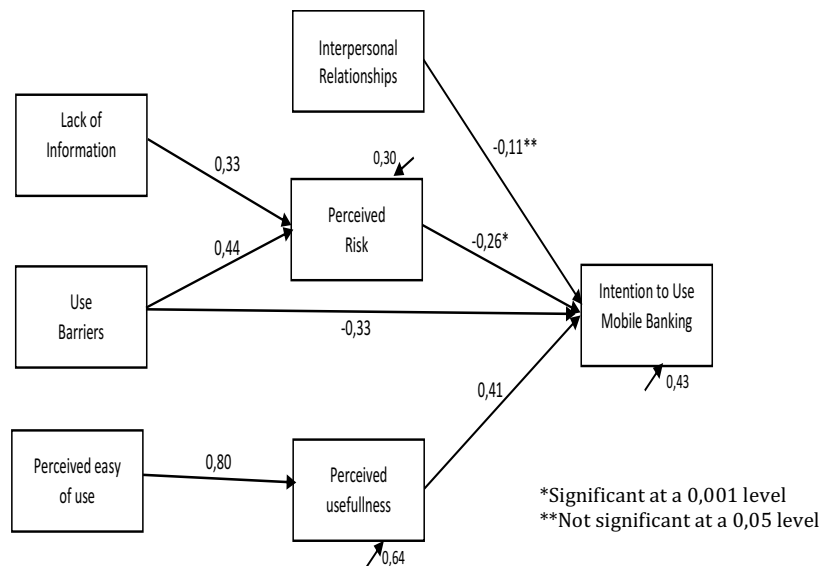 Interpersonal
Relationships
Lack of
Information
-0,11**
0,33
0,30
Perceived
Risk
0,44
-0,26*
Use
Barriers
Intention to Use
Mobile Banking
-0,33
0,43
0,41
Perceived easy
of use
0,80
Perceived
usefullness
*Significant at a 0,001 level
**Not significant at a 0,05 level
0,64